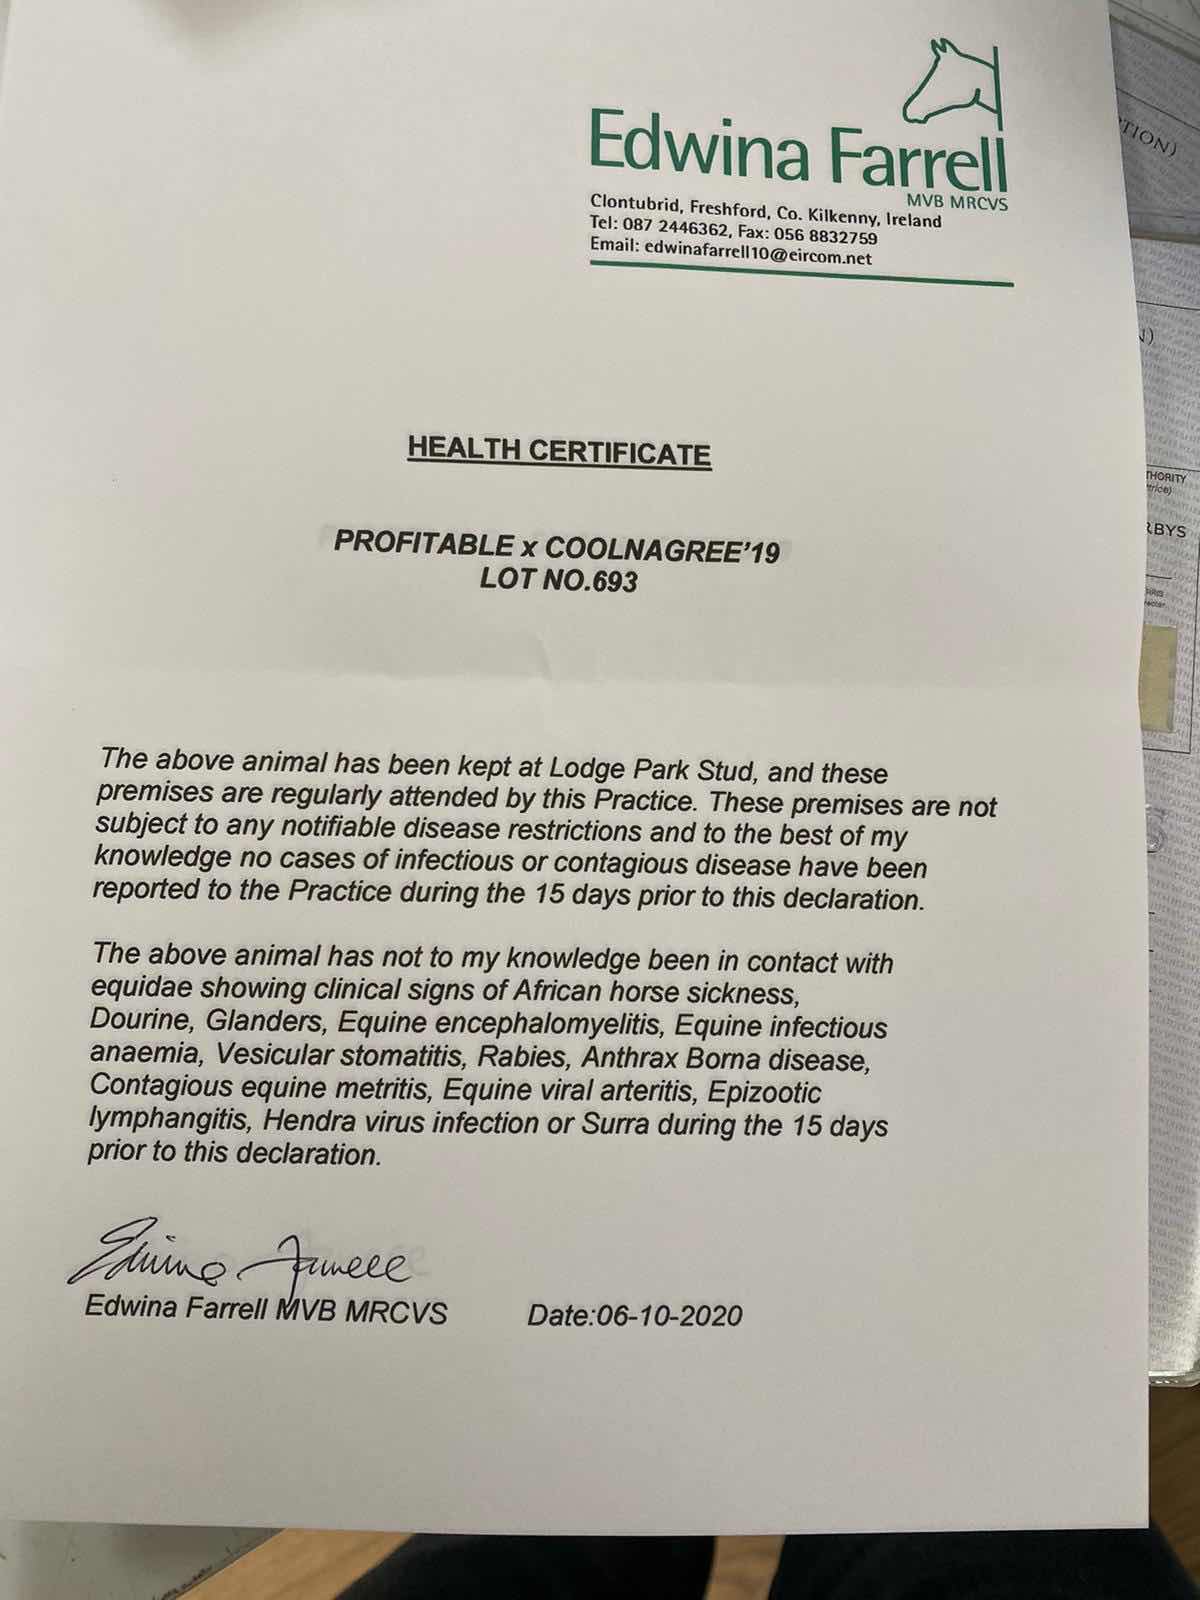 Edwina Farrell
MVB MRCVS
Clontubrid, Freshford, Co. Kilkenny, Ireland
Tel: 087 2446362, Fax: 056 8832759
Email: edwinafarrell10@eircom.net
HEALTH CERTIFICATE
PROFITABLE x COOLNAGREE'19
LOT NO.693
The above animal has been kept at Lodge Park Stud, and these
premises are regularly attended by this Practice. These premises are not
subject to any notifiable disease restrictions and to the best of my
knowledge no cases of infectious or contagious disease have been
reported to the Practice during the 15 days prior to this declaration.
The above animal has not to my knowledge been in contact with
equidae showing clinical signs of African horse sickness,
Dourine, Glanders, Equine encephalomyelitis, Equine infectious
anaemia, Vesicular stomatitis, Rabies, Anthrax Borna disease,
Contagious equine metritis, Equine viral arteritis, Epizootic
lymphangitis, Hendra virus infection or Surra during the 15 days
prior to this declaration.
Edwina Farrell
Edwina Farrell MVB MRCVS Date:06-10-2020